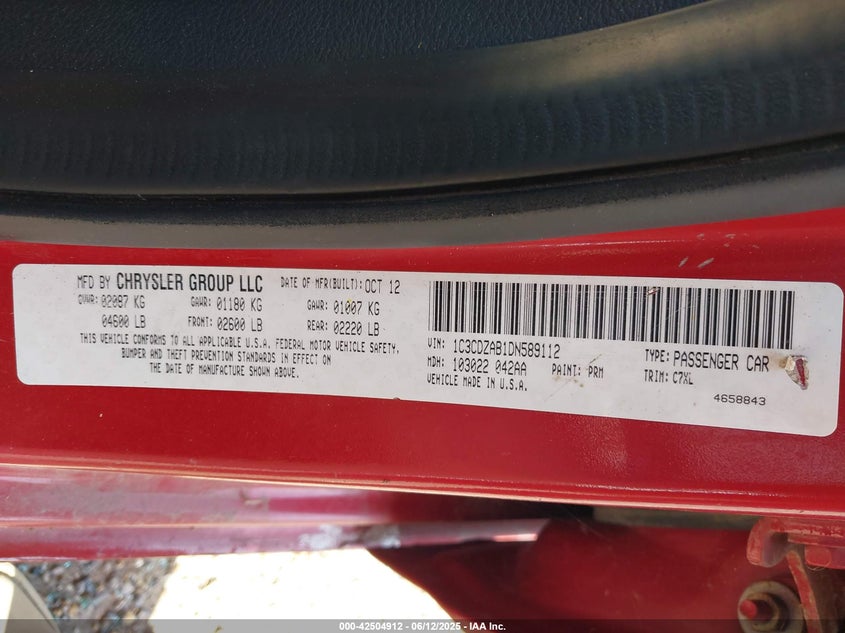 MFD BY CHRYSLER GROUP LLC DATE OF MFR(BUILT): OCT 12
GVWR: 02087 KG GAWR: 01180 KG GAWR: 01007 KG
04600 LB FRONT: 02600 LB REAR: 02220 LB
THIS VEHICLE CONFORMS TO ALL APPLICABLE U.S.A. FEDERAL MOTOR VEHICLE SAFETY,
BUMPER AND THEFT PREVENTION STANDARDS IN EFFECT ON
THE DATE OF MANUFACTURE SHOWN ABOVE.
VIN: 1C3CDZAB1DN589112 TYPE: PASSENGER CAR
MDH: 103022 042AA PAINT: PRM TRIM: C7XL
VEHICLE MADE IN U.S.A.
4658843
000-42504912 - 06/12/2025 - IAA Inc.